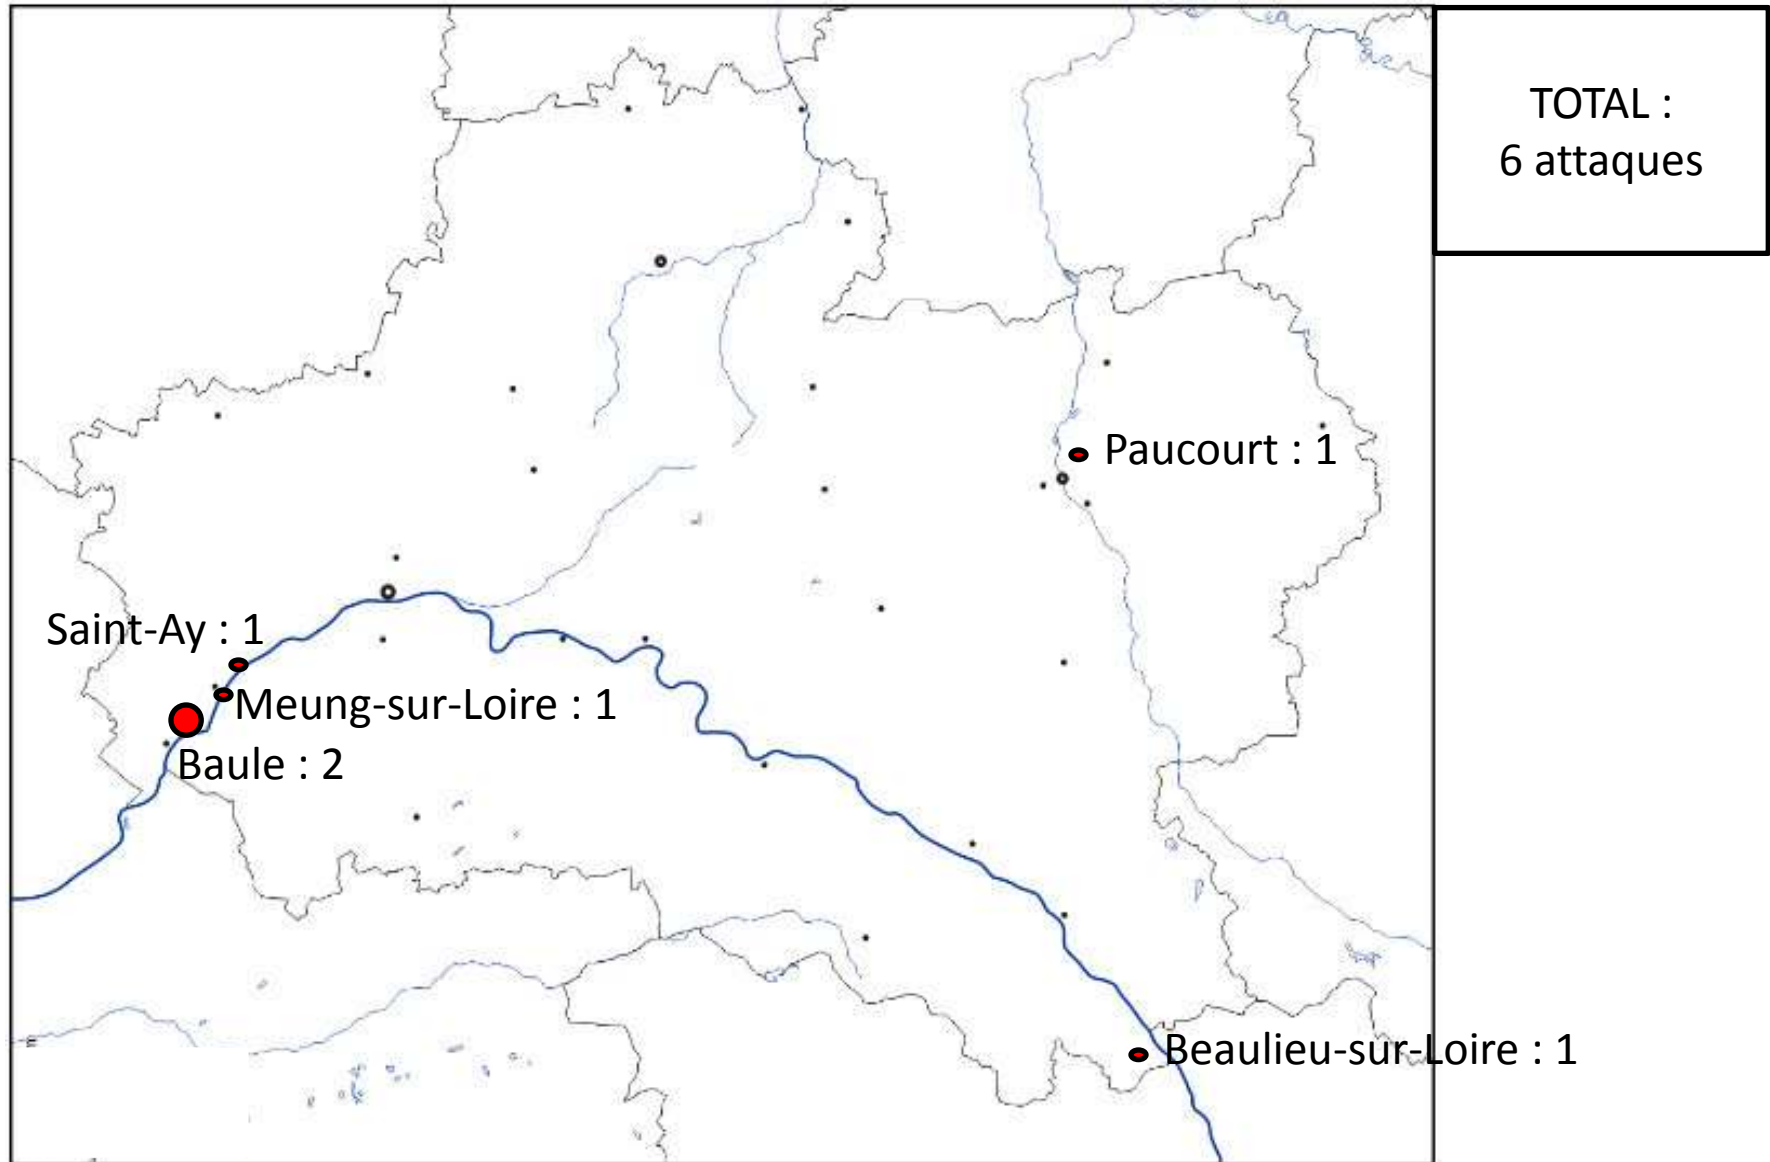 TOTAL :
6 attaques
Paucourt : 1
Saint-Ay : 1
Meung-sur-Loire : 1
Baule : 2
Beaulieu-sur-Loire : 1